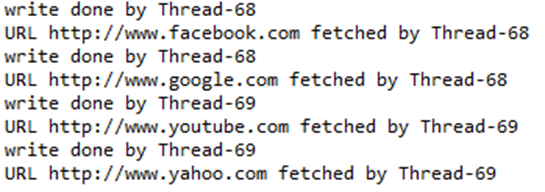 write done by Thread-68
URL http://www.facebook.com fetched by Thread-68
write done by Thread-68
URL http://www.google.com fetched by Thread-68
write done by Thread-69
URL http://www.youtube.com fetched by Thread-69
write done by Thread-69
URL http://www.yahoo.com fetched by Thread-69